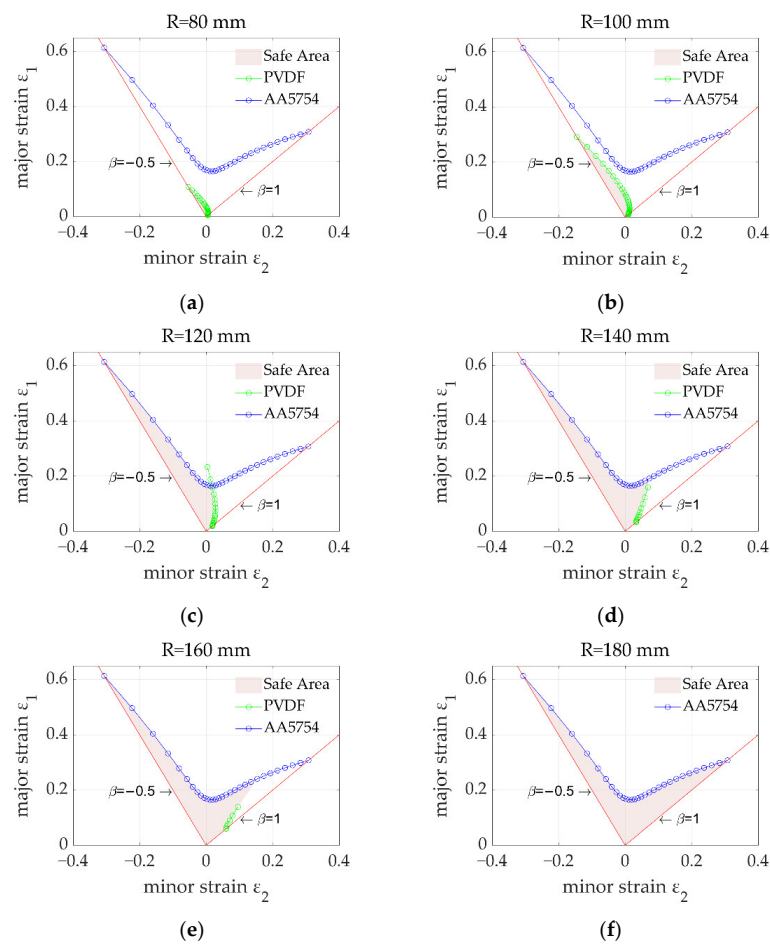 R=80 mm
major strain ε1
0.6
0.4
0.2
0
Safe Area
PVDF
AA5754
β=−0.5 →
← β=1
−0.4 −0.2 0 0.2 0.4
minor strain ε2
(a)
R=100 mm
major strain ε1
0.6
0.4
0.2
0
Safe Area
PVDF
AA5754
β=−0.5 →
← β=1
−0.4 −0.2 0 0.2 0.4
minor strain ε2
(b)
R=120 mm
major strain ε1
0.6
0.4
0.2
0
Safe Area
PVDF
AA5754
β=−0.5 →
← β=1
−0.4 −0.2 0 0.2 0.4
minor strain ε2
(c)
R=140 mm
major strain ε1
0.6
0.4
0.2
0
Safe Area
PVDF
AA5754
β=−0.5 →
← β=1
−0.4 −0.2 0 0.2 0.4
minor strain ε2
(d)
R=160 mm
major strain ε1
0.6
0.4
0.2
0
Safe Area
PVDF
AA5754
β=−0.5 →
← β=1
−0.4 −0.2 0 0.2 0.4
minor strain ε2
(e)
R=180 mm
major strain ε1
0.6
0.4
0.2
0
Safe Area
AA5754
β=−0.5 →
← β=1
−0.4 −0.2 0 0.2 0.4
minor strain ε2
(f)